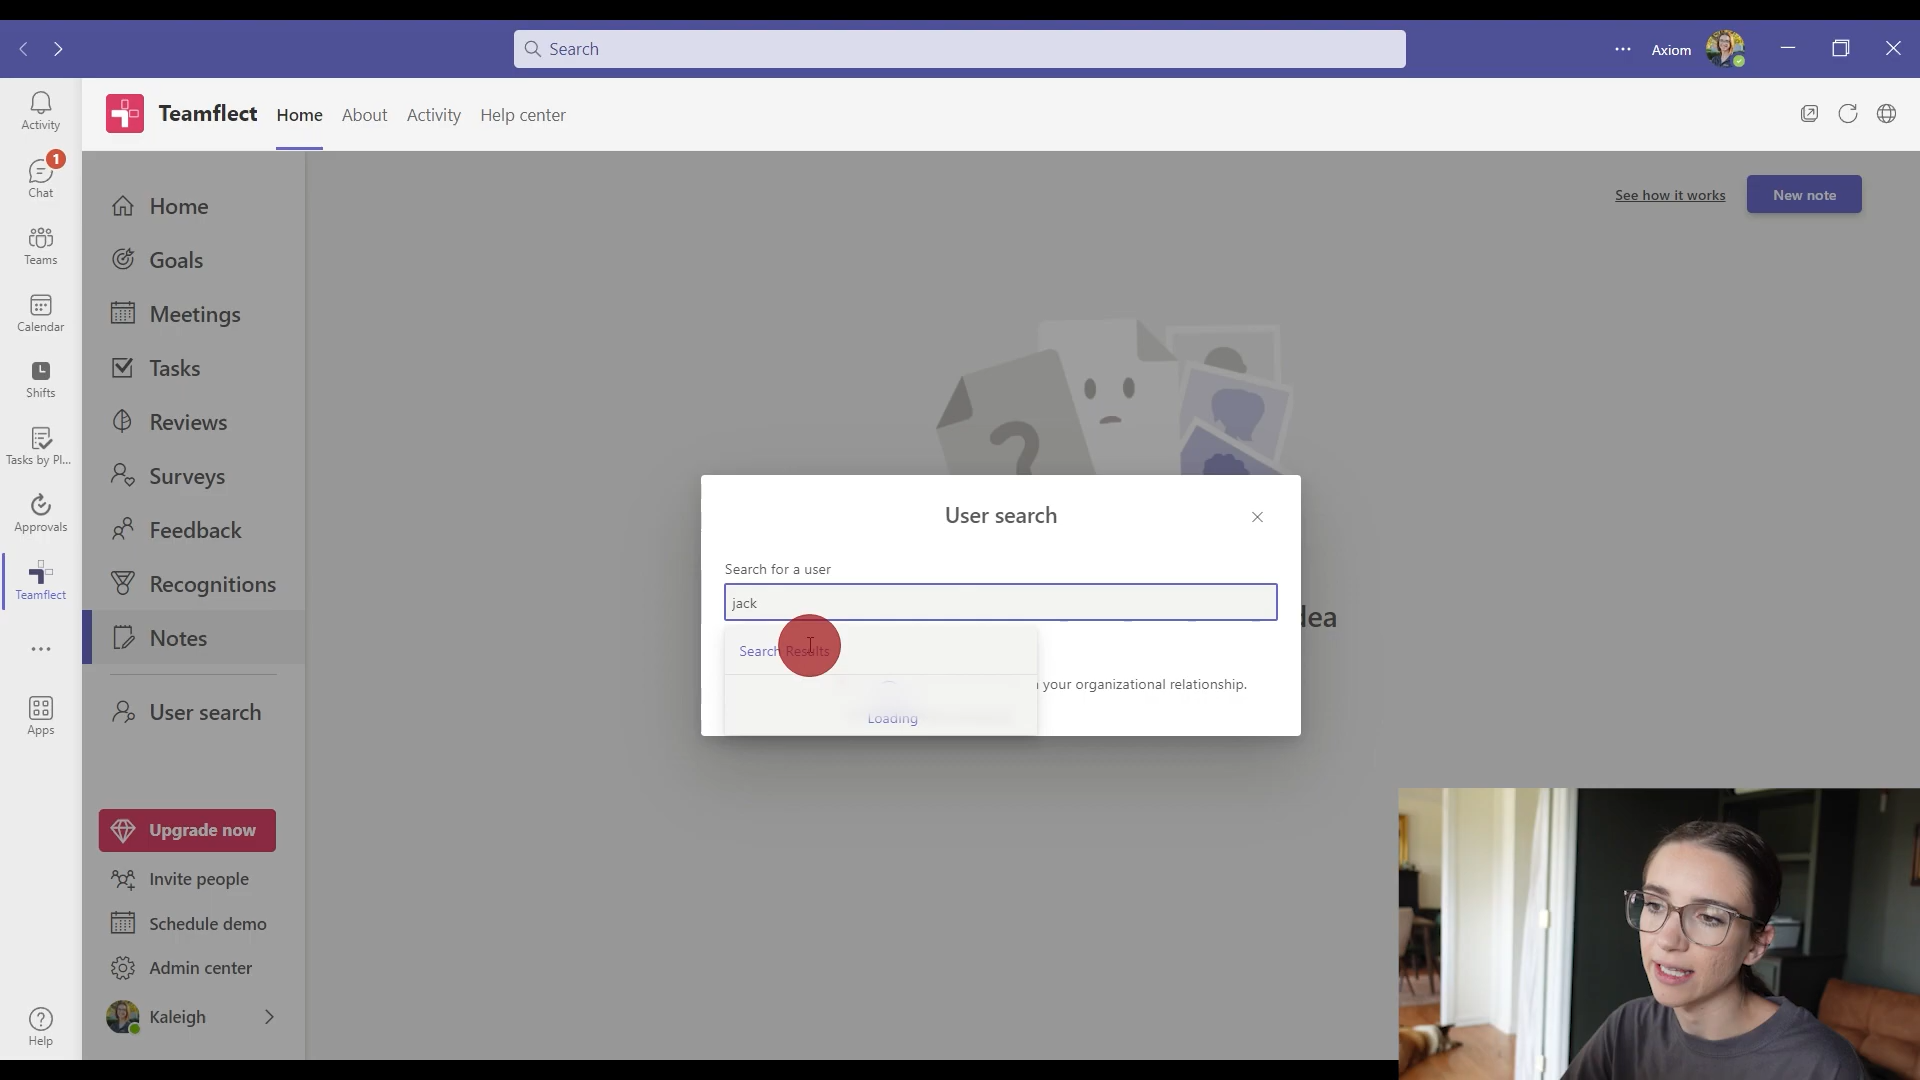 Search
Axiom
Teamflect
Home
About
Activity
Help center
Activity
1
Chat
Teams
Calendar
Shifts
Tasks by Pl...
Approvals
Teamflect
Apps
Help
Home
Goals
Meetings
Tasks
Reviews
Surveys
Feedback
Recognitions
Notes
User search
Upgrade now
Invite people
Schedule demo
Admin center
Kaleigh
See how it works
New note
?
User search
Search for a user
jack
dea
Search Results
your organizational relationship.
Loading